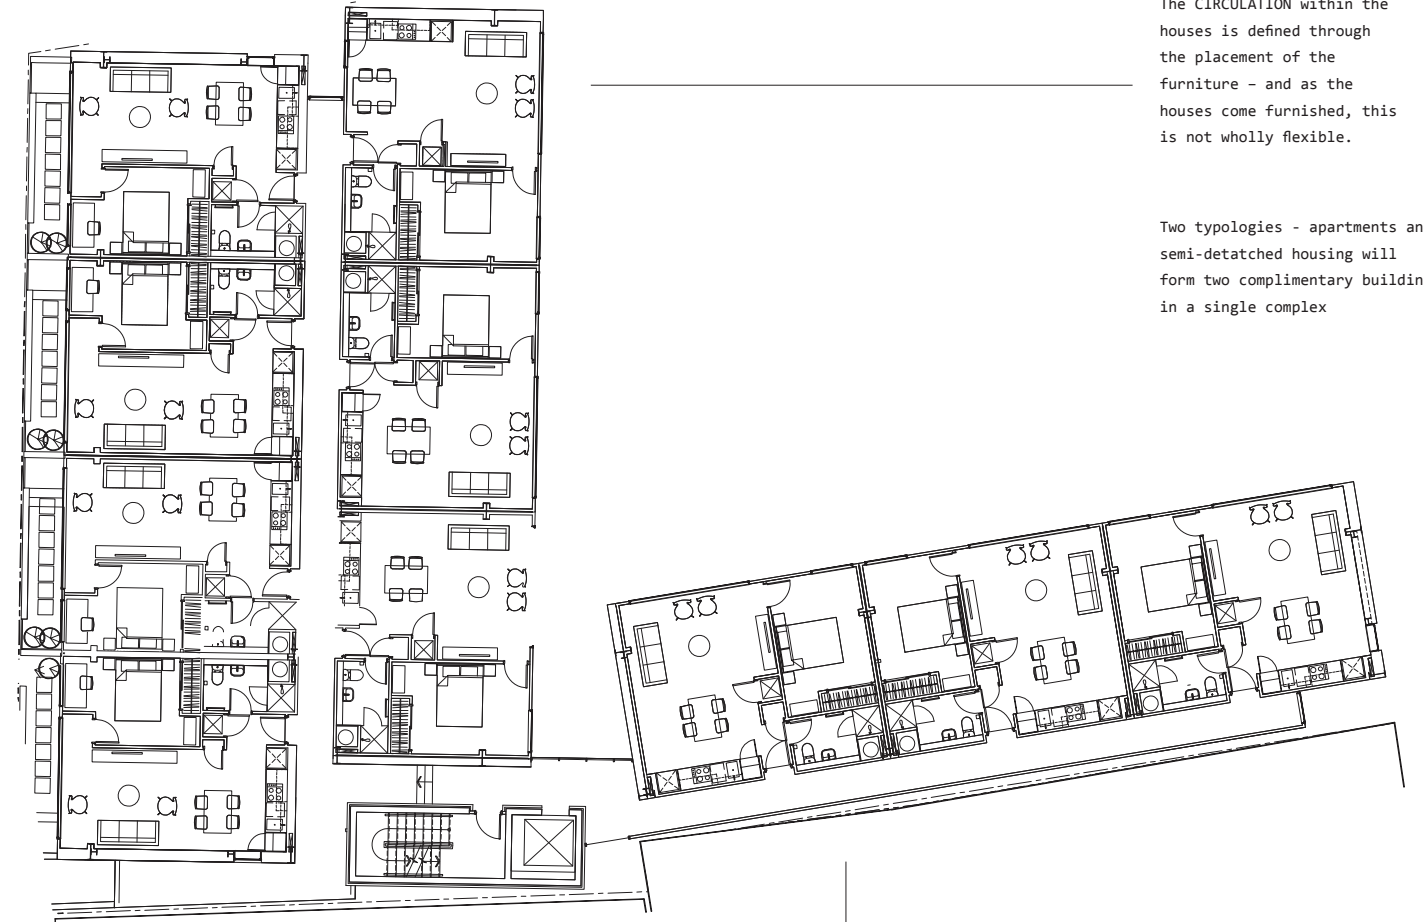 The CIRCULATION within the
houses is defined through
the placement of the
furniture – and as the
houses come furnished, this
is not wholly flexible.
Two typologies - apartments an
semi-detatched housing will
form two complimentary buildin
in a single complex